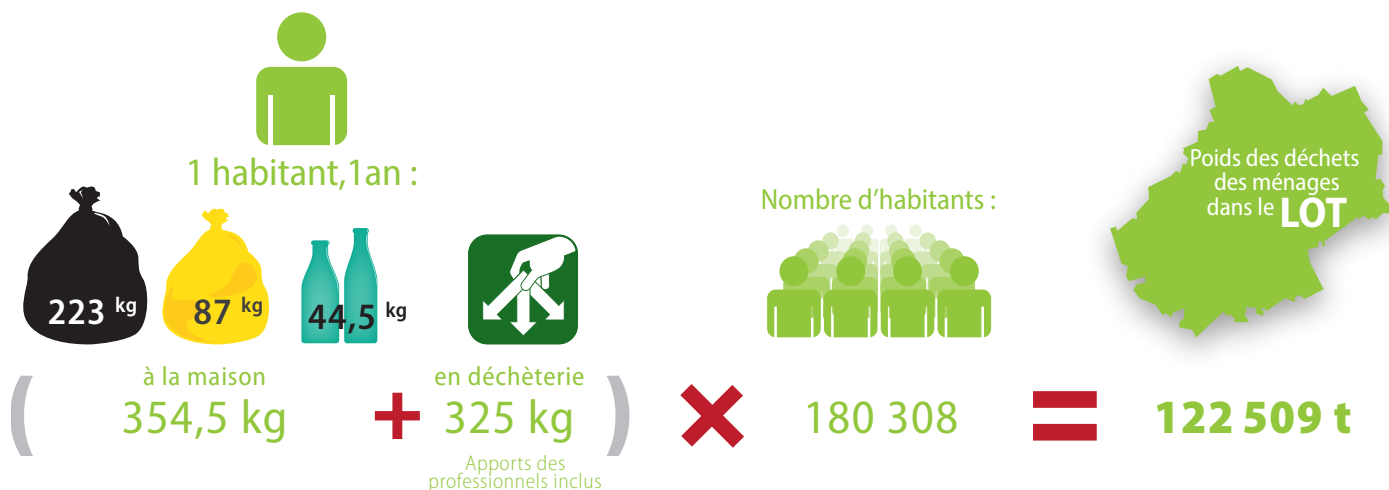 1 habitant,1an :
223 kg
87 kg
44,5 kg
Nombre d'habitants :
Poids des déchets
des ménages
dans le LOT
( à la maison
354,5 kg
+
en déchèterie
325 kg )
Apports des
professionnels inclus
×
180 308
=
122 509 t